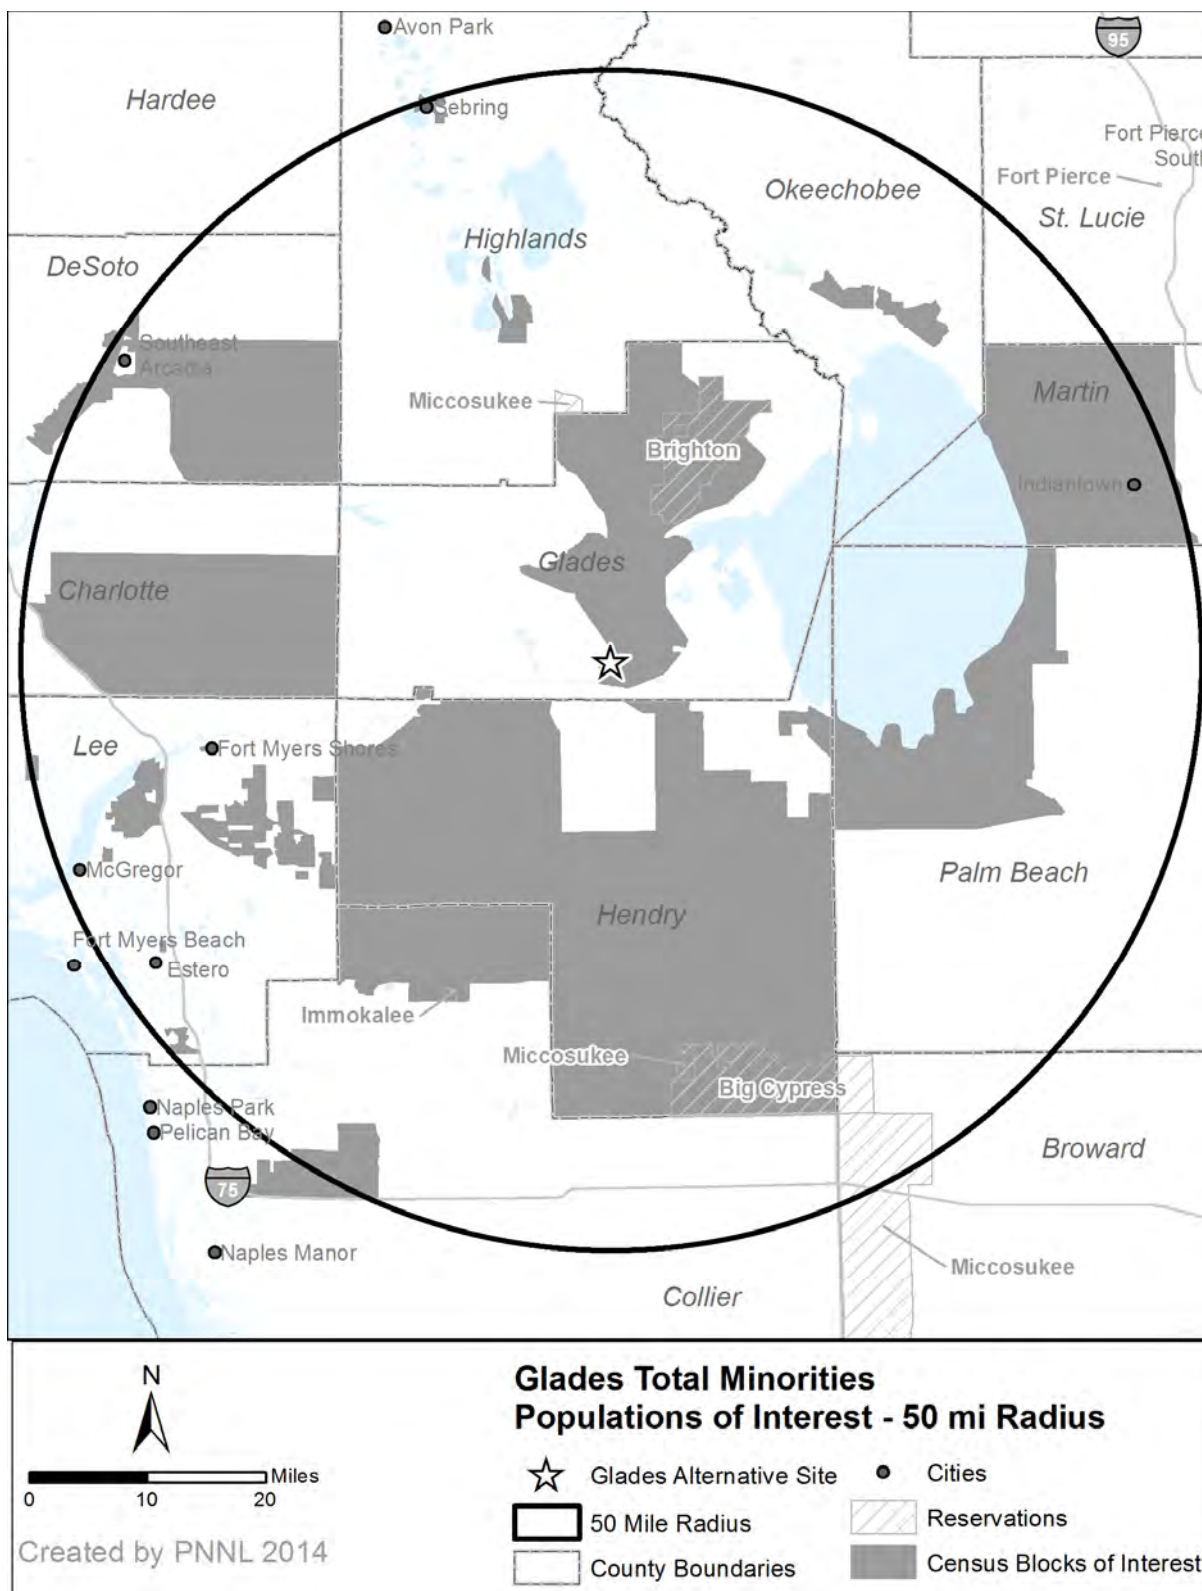 Avon Park
95
Hardee
Sebring
Fort Pierce
South
Okeechobee
Fort Pierce
St. Lucie
Highlands
DeSoto
Southeast
Arcadia
Martin
Miccosukee
Brighton
Indiantown
Glades
Charlotte
Lee
Fort Myers Shores
McGregor
Palm Beach
Hendry
Fort Myers Beach
Estero
Immokalee
Miccosukee
Big Cypress
Naples Park
Pelican Bay
Broward
75
Naples Manor
Miccosukee
Collier
N
Miles
0 10 20
Created by PNNL 2014
Glades Total Minorities
Populations of Interest - 50 mi Radius
Glades Alternative Site
Cities
50 Mile Radius
Reservations
County Boundaries
Census Blocks of Interest